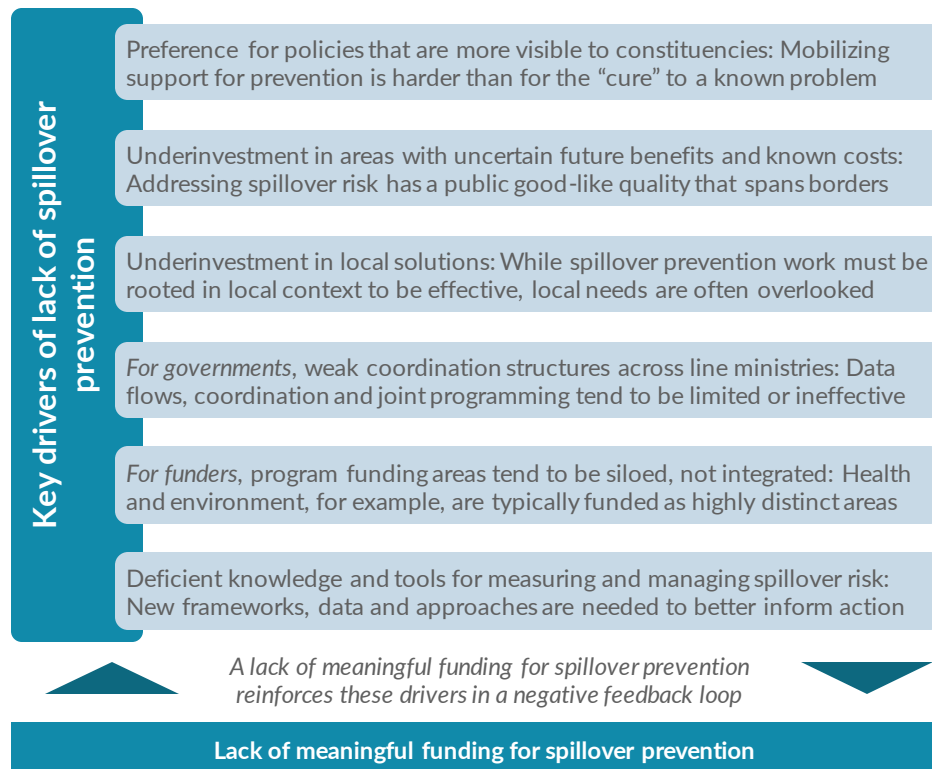 Key drivers of lack of spillover
prevention
Preference for policies that are more visible to constituencies: Mobilizing
support for prevention is harder than for the “cure” to a known problem
Underinvestment in areas with uncertain future benefits and known costs:
Addressing spillover risk has a public good-like quality that spans borders
Underinvestment in local solutions: While spillover prevention work must be
rooted in local context to be effective, local needs are often overlooked
For governments, weak coordination structures across line ministries: Data
flows, coordination and joint programming tend to be limited or ineffective
For funders, program funding areas tend to be siloed, not integrated: Health
and environment, for example, are typically funded as highly distinct areas
Deficient knowledge and tools for measuring and managing spillover risk:
New frameworks, data and approaches are needed to better inform action
A lack of meaningful funding for spillover prevention
reinforces these drivers in a negative feedback loop
Lack of meaningful funding for spillover prevention